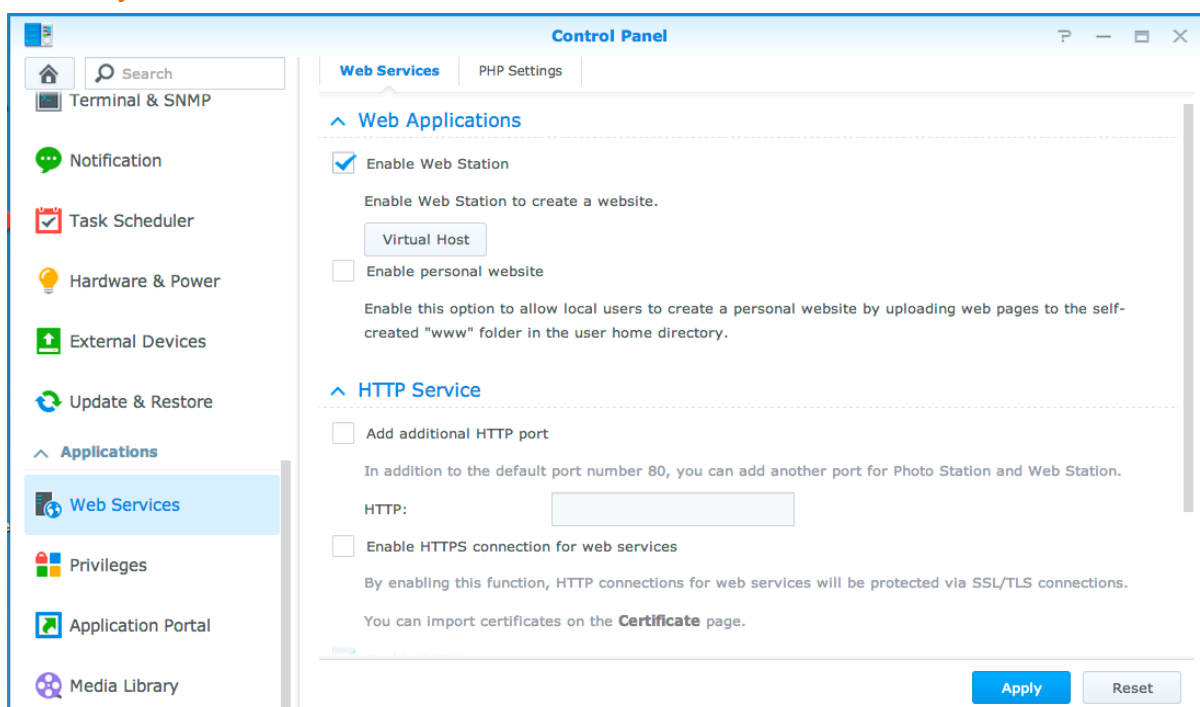 Control Panel
Search
Terminal & SNMP
Notification
Task Scheduler
Hardware & Power
External Devices
Update & Restore
Applications
Web Services
Privileges
Application Portal
Media Library
Web Services
PHP Settings
Web Applications
Enable Web Station
Enable Web Station to create a website.
Virtual Host
Enable personal website
Enable this option to allow local users to create a personal website by uploading web pages to the self-
created "www" folder in the user home directory.
HTTP Service
Add additional HTTP port
In addition to the default port number 80, you can add another port for Photo Station and Web Station.
HTTP:
Enable HTTPS connection for web services
By enabling this function, HTTP connections for web services will be protected via SSL/TLS connections.
You can import certificates on the Certificate page.
Apply
Reset